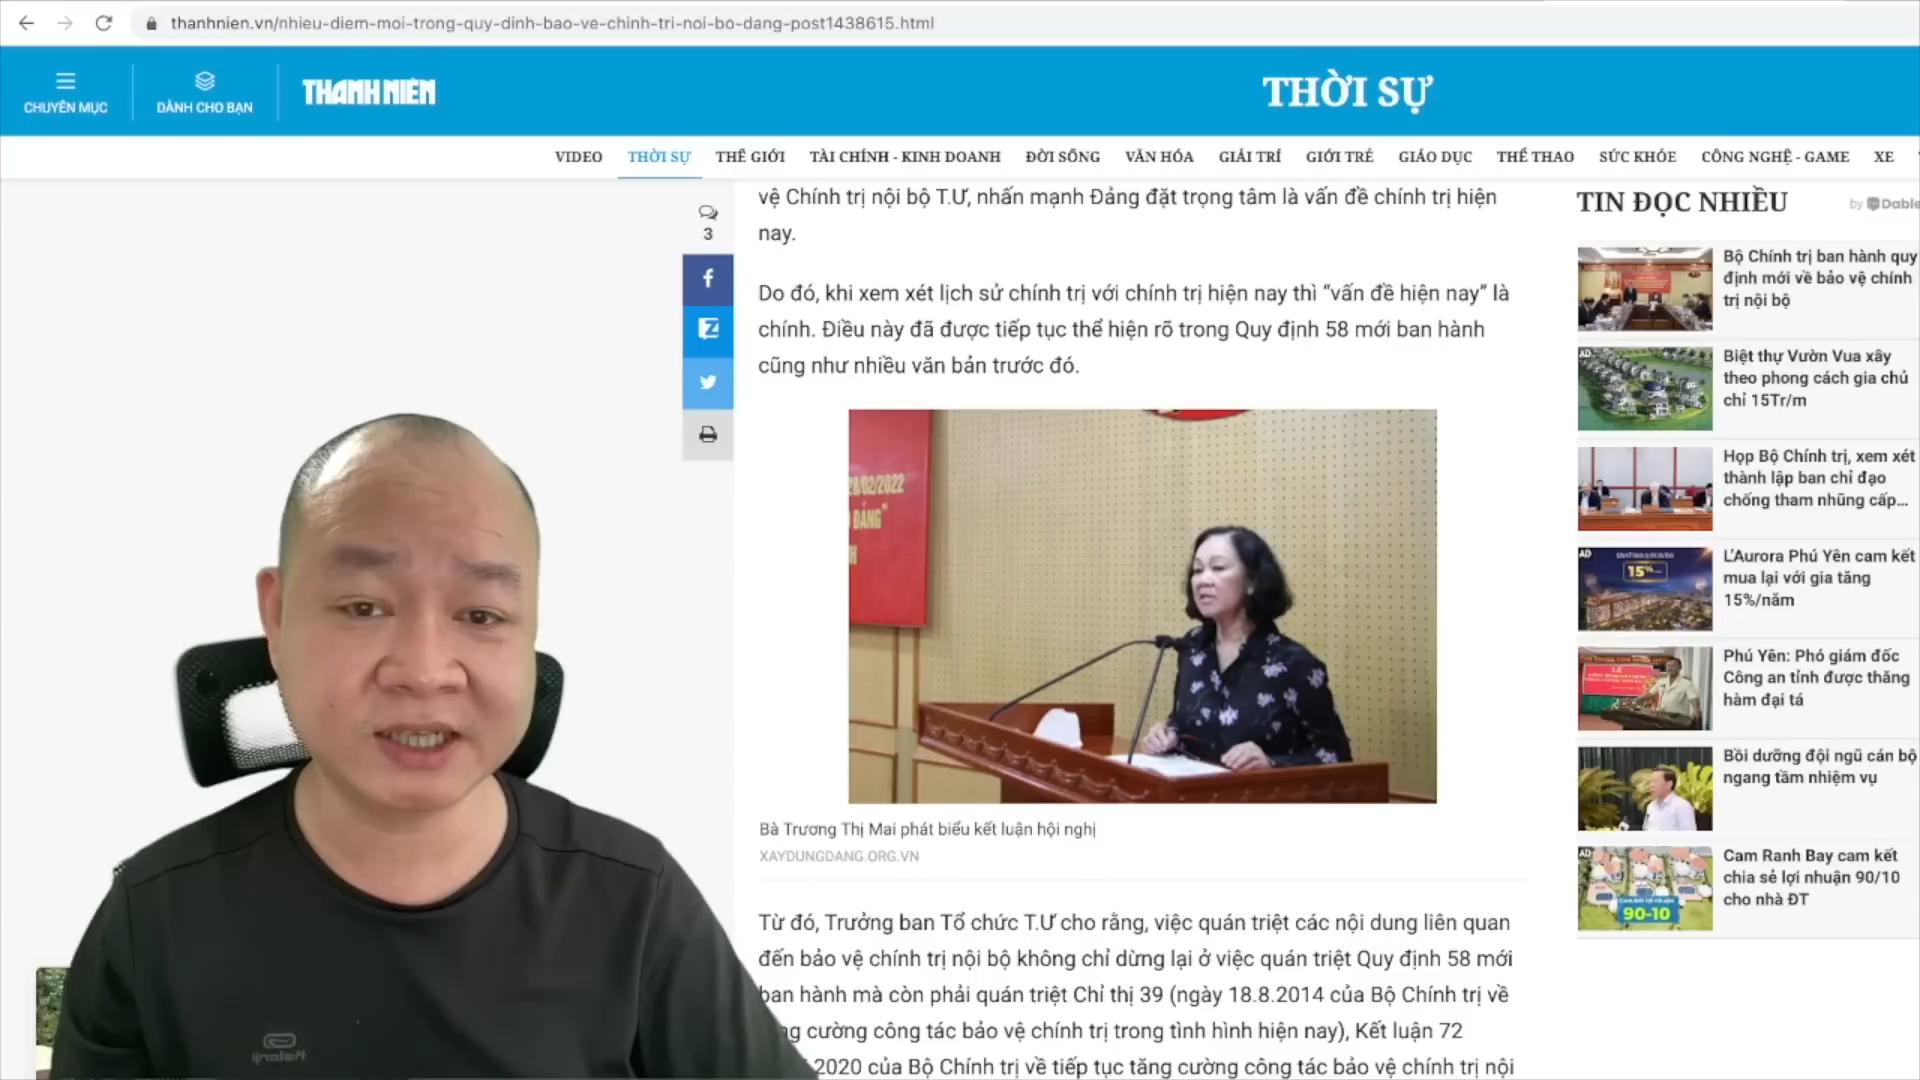 thanhnien.vn/nhieu-diem-moi-trong-quy-dinh-bao-ve-chinh-tri-noi-bo-dang-post1438615.html
CHUYÊN MỤC
DÀNH CHO BẠN
THANH NIÊN
THỜI SỰ
VIDEO THỜI SỰ THẾ GIỚI TÀI CHÍNH - KINH DOANH ĐỜI SỐNG VĂN HÓA GIẢI TRÍ GIỚI TRẺ GIÁO DỤC THỂ THAO SỨC KHỎE CÔNG NGHỆ - GAME XE
3
vệ Chính trị nội bộ T.Ư, nhấn mạnh Đảng đặt trọng tâm là vấn đề chính trị hiện
nay.
Do đó, khi xem xét lịch sử chính trị với chính trị hiện nay thì “vấn đề hiện nay” là
chính. Điều này đã được tiếp tục thể hiện rõ trong Quy định 58 mới ban hành
cũng như nhiều văn bản trước đó.
28/02/2022
ĐẢNG"
Bà Trương Thị Mai phát biểu kết luận hội nghị
XAYDUNGDANG.ORG.VN
Từ đó, Trưởng ban Tổ chức T.Ư cho rằng, việc quán triệt các nội dung liên quan
đến bảo vệ chính trị nội bộ không chỉ dừng lại ở việc quán triệt Quy định 58 mới
ban hành mà còn phải quán triệt Chỉ thị 39 (ngày 18.8.2014 của Bộ Chính trị về
cường công tác bảo vệ chính trị trong tình hình hiện nay), Kết luận 72
2020 của Bộ Chính trị về tiếp tục tăng cường công tác bảo vệ chính trị nội
TIN ĐỌC NHIỀU
by Dable
Bộ Chính trị ban hành quy
định mới về bảo vệ chính
trị nội bộ
AD
Biệt thự Vườn Vua xây
theo phong cách gia chủ
chỉ 15Tr/m
Họp Bộ Chính trị, xem xét
thành lập ban chỉ đạo
chống tham nhũng cấp...
AD
15%
L'Aurora Phú Yên cam kết
mua lại với gia tăng
15%/năm
Phú Yên: Phó giám đốc
Công an tỉnh được thăng
hàm đại tá
Bồi dưỡng đội ngũ cán bộ
ngang tầm nhiệm vụ
AD
90-10
Cam Ranh Bay cam kết
chia sẻ lợi nhuận 90/10
cho nhà ĐT